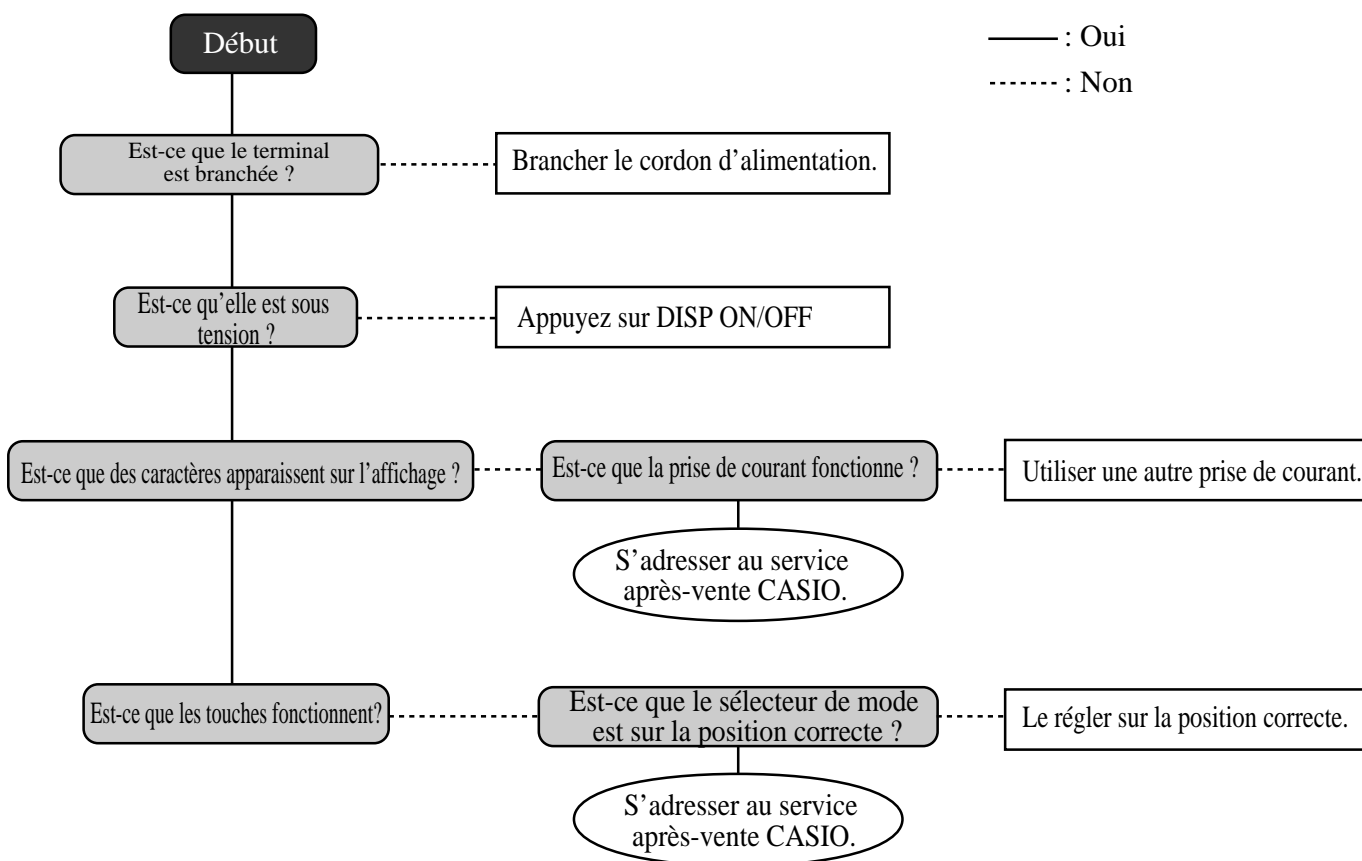 Début
: Oui
: Non
Est-ce que le terminal
est branchée ?
Brancher le cordon d’alimentation.
Est-ce qu’elle est sous
tension ?
Appuyez sur DISP ON/OFF
Est-ce que des caractères apparaissent sur l’affichage ?
Est-ce que la prise de courant fonctionne ?
Utiliser une autre prise de courant.
S’adresser au service
après-vente CASIO.
Est-ce que les touches fonctionnent?
Est-ce que le sélecteur de mode
est sur la position correcte ?
Le régler sur la position correcte.
S’adresser au service
après-vente CASIO.